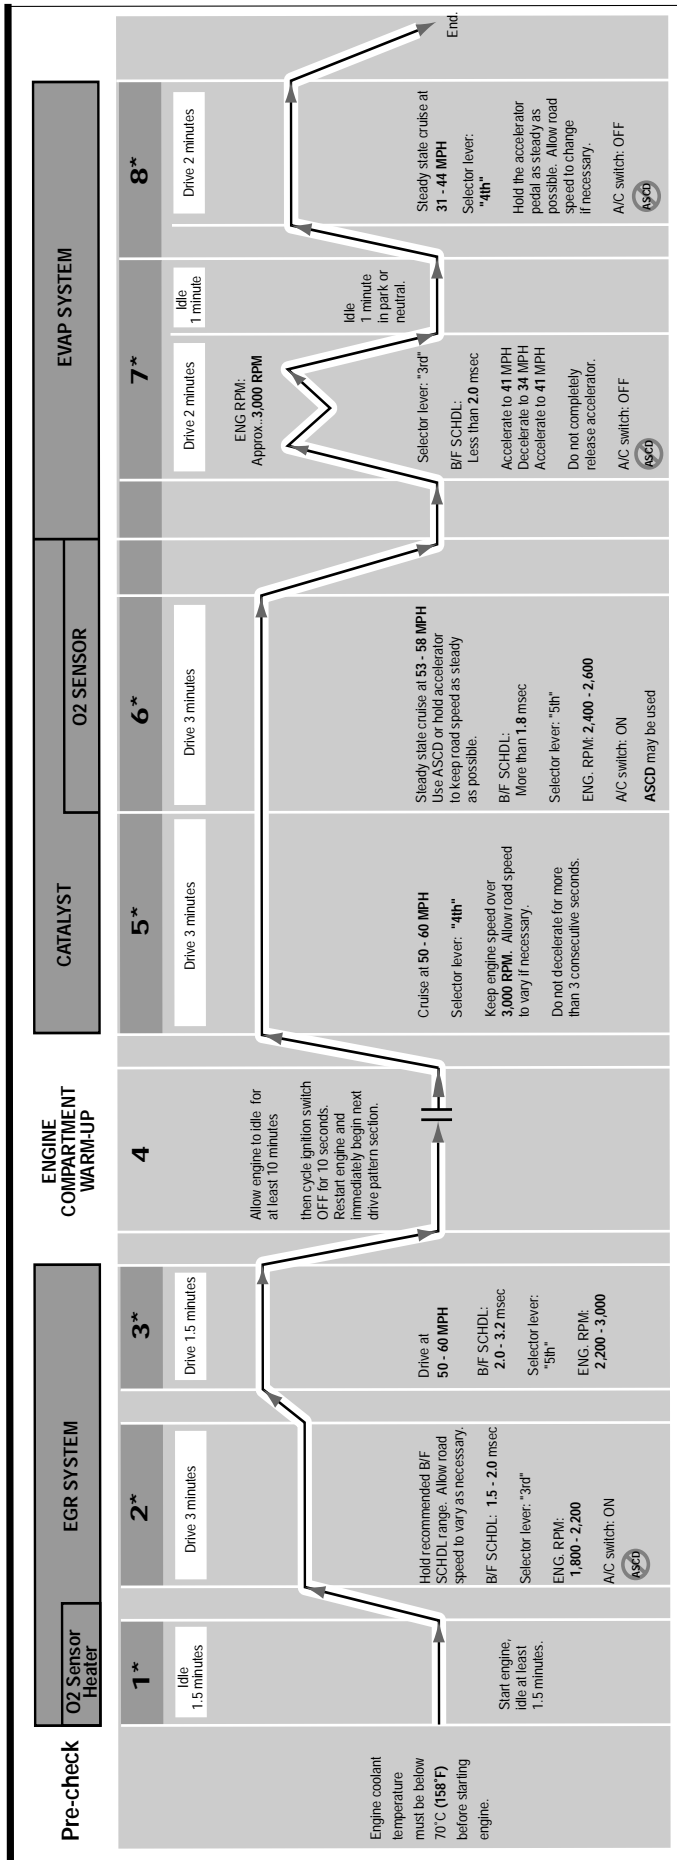 Pre-check
Engine coolant
temperature
must be below
70˚C (158˚F)
before starting
engine.
EGR SYSTEM
O2 Sensor
Heater
1*
Idle
1.5 minutes
Start engine,
idle at least
1.5 minutes.
2*
Drive 3 minutes
Hold recommended B/F
SCHDL range. Allow road
speed to vary as necessary.
B/F SCHDL: 1.5 - 2.0 msec
Selector lever: "3rd"
ENG. RPM:
1,800 - 2,200
A/C switch: ON
ASCD
3*
Drive 1.5 minutes
Drive at
50 - 60 MPH
B/F SCHDL:
2.0 - 3.2 msec
Selector lever:
"5th"
ENG. RPM:
2,200 - 3,000
ENGINE
COMPARTMENT
WARM-UP
4
Allow engine to idle for
at least 10 minutes
then cycle ignition switch
OFF for 10 seconds.
Restart engine and
immediately begin next
drive pattern section.
CATALYST
5*
Drive 3 minutes
Cruise at 50 - 60 MPH
Selector lever: "4th"
Keep engine speed over
3,000 RPM. Allow road speed
to vary if necessary.
Do not decelerate for more
than 3 consecutive seconds.
O2 SENSOR
6*
Drive 3 minutes
Steady state cruise at 53 - 58 MPH
Use ASCD or hold accelerator
to keep road speed as steady
as possible.
B/F SCHDL:
More than 1.8 msec
Selector lever: "5th"
ENG. RPM: 2,400 - 2,600
A/C switch: ON
ASCD may be used
EVAP SYSTEM
7*
Drive 2 minutes
ENG RPM:
Approx..3,000 RPM
Selector lever: "3rd"
B/F SCHDL:
Less than 2.0 msec
Accelerate to 41 MPH
Decelerate to 34 MPH
Accelerate to 41 MPH
Do not completely
release accelerator.
A/C switch: OFF
ASCD
Idle
1 minute
Idle
1 minute
in park or
neutral.
8*
Drive 2 minutes
Steady state cruise at
31 - 44 MPH
Selector lever:
"4th"
Hold the accelerator
pedal as steady as
possible. Allow road
speed to change
if necessary.
A/C switch: OFF
ASCD
End.